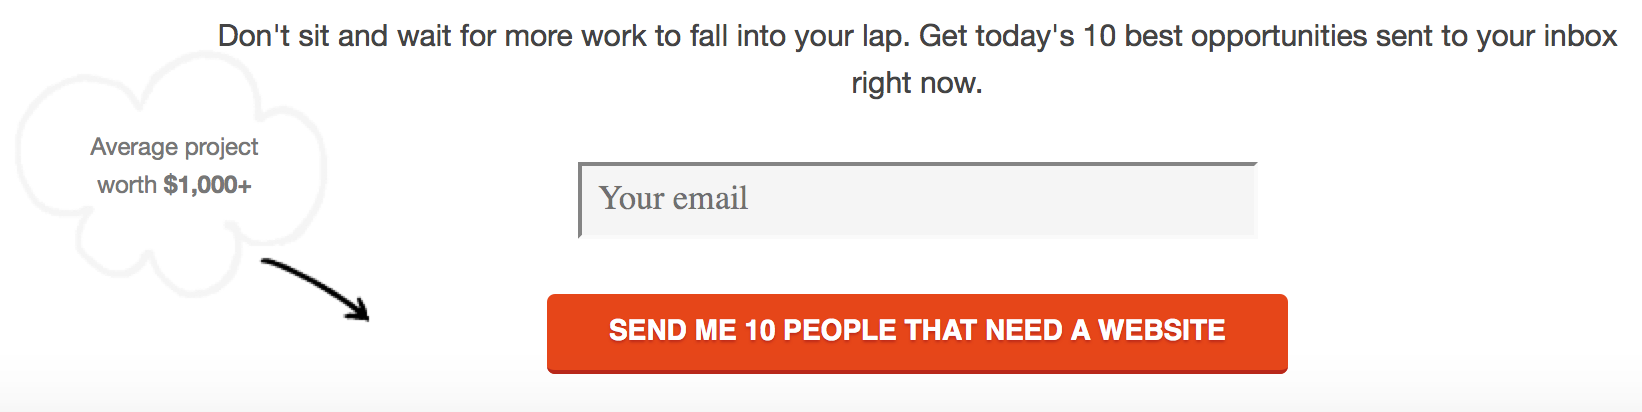 Don't sit and wait for more work to fall into your lap. Get today's 10 best opportunities sent to your inbox
right now.
Average project
worth $1,000+
Your email
SEND ME 10 PEOPLE THAT NEED A WEBSITE